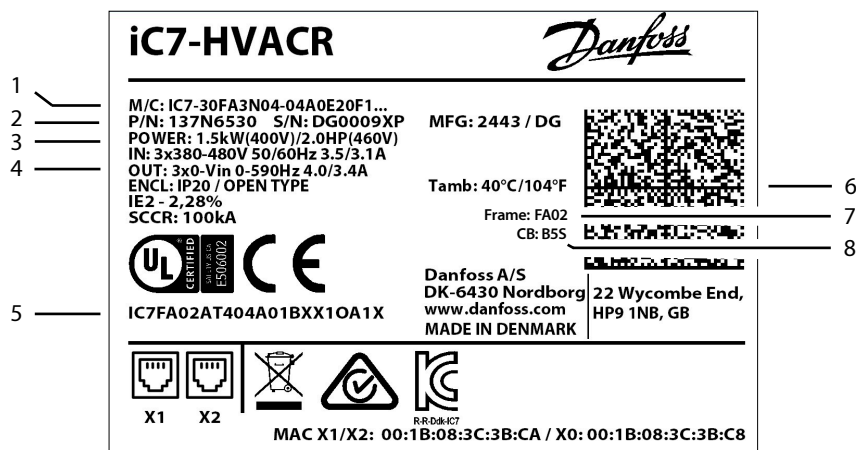 iC7-HVACR
Danfoss
1
M/C: IC7-30FA3N04-04A0E20F1...
2
P/N: 137N6530 S/N: DG0009XP
MFG: 2443 / DG
3
POWER: 1.5kW(400V)/2.0HP(460V)
IN: 3x380-480V 50/60Hz 3.5/3.1A
4
OUT: 3x0-Vin 0-590Hz 4.0/3.4A
ENCL: IP20 / OPEN TYPE
Tamb: 40°C/104°F
6
IE2 - 2,28%
SCCR: 100kA
Frame: FA02
7
CB: B5S
8
UL
®
CERTIFIED
SAFETY US CA
E506002
CE
Danfoss A/S
DK-6430 Nordborg
www.danfoss.com
MADE IN DENMARK
22 Wycombe End,
HP9 1NB, GB
5
IC7FA02AT404A01BXX1OA1X
X1 X2
R-R-Ddk-IC7
MAC X1/X2: 00:1B:08:3C:3B:CA / X0: 00:1B:08:3C:3B:C8